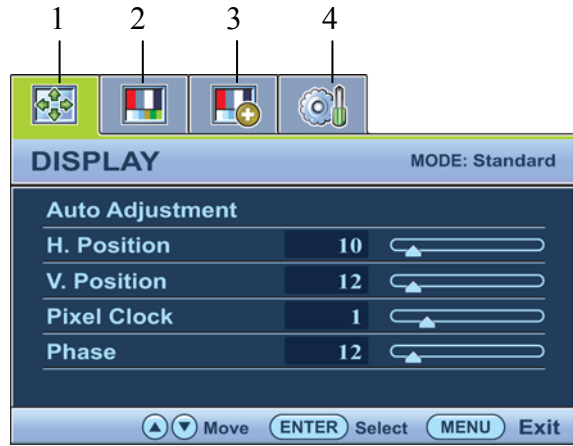 1 2 3 4
DISPLAY MODE: Standard
Auto Adjustment
H. Position 10
V. Position 12
Pixel Clock 1
Phase 12
Move ENTER Select MENU Exit